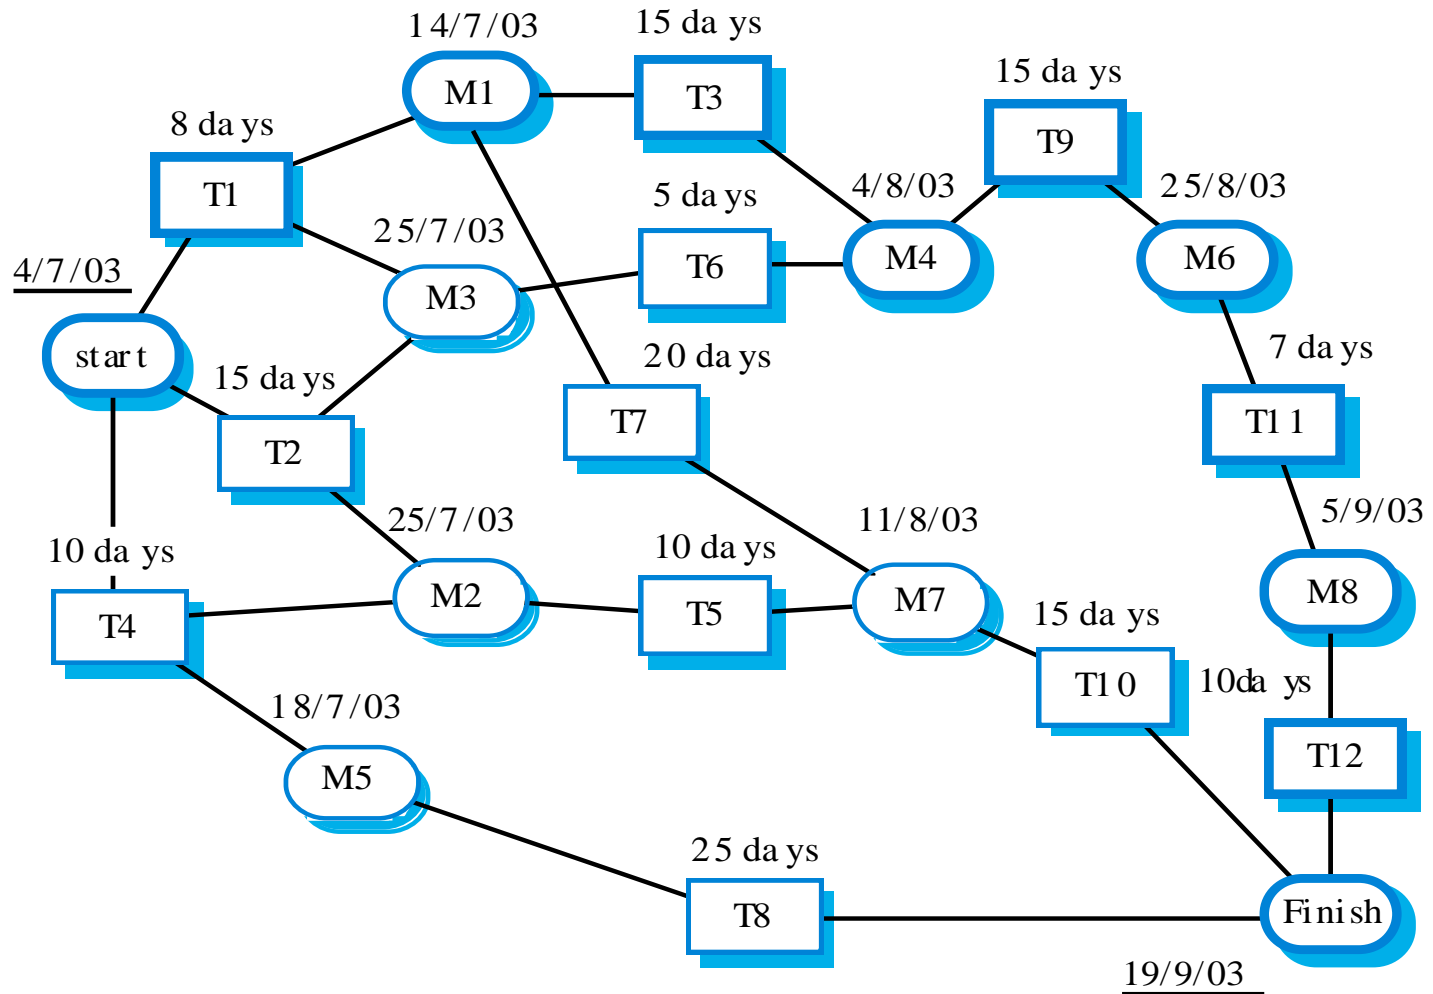 14/7/03
15 days
M1
T3
15 days
8 days
T9
T1
5 days
4/8/03
25/8/03
25/7/03
4/7/03
M3
T6
M4
M6
start
15 days
20 days
7 days
T2
T7
T11
25/7/03
11/8/03
5/9/03
10 days
10 days
T4
M2
T5
M7
15 days
M8
18/7/03
T10
10days
M5
T12
25 days
T8
Finish
19/9/03